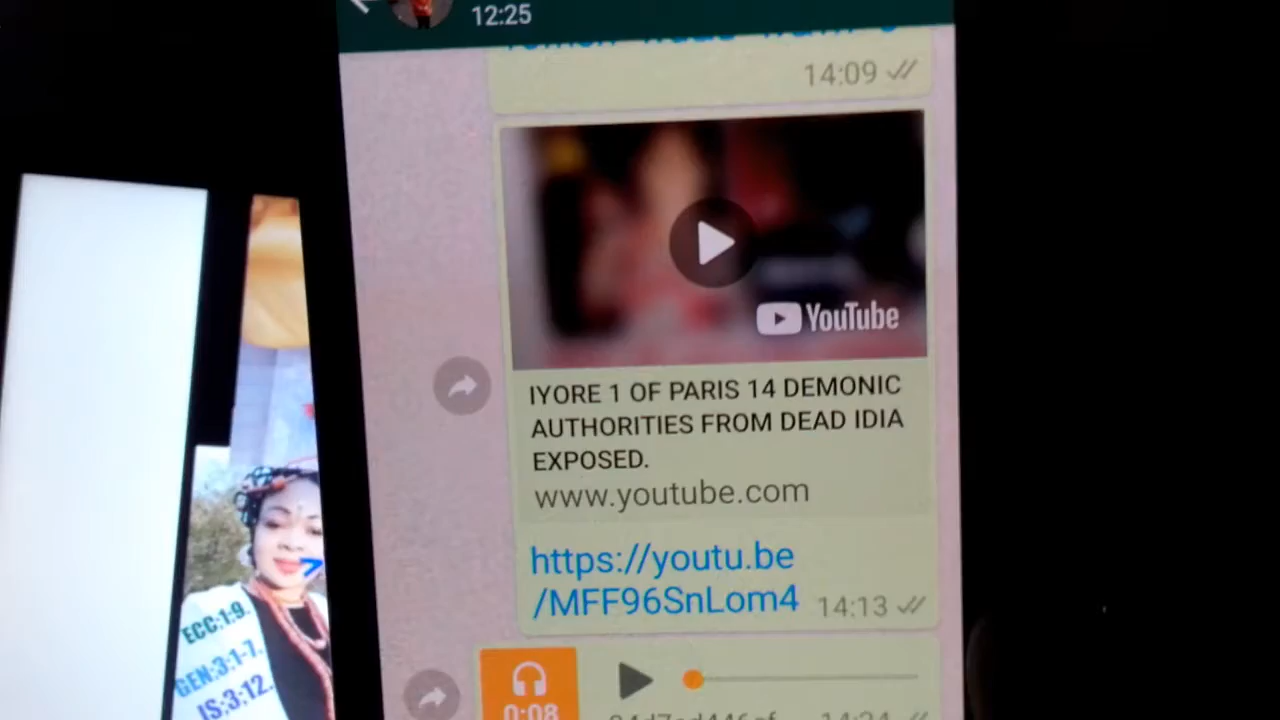 12:25
14:09
YouTube
IYORE 1 OF PARIS 14 DEMONIC
AUTHORITIES FROM DEAD IDIA
EXPOSED.
www.youtube.com
https://youtu.be
/MFF96SnLom4 14:13
0:08
ECC:1:9.
GEN:3:1-7.
IS;3;12.